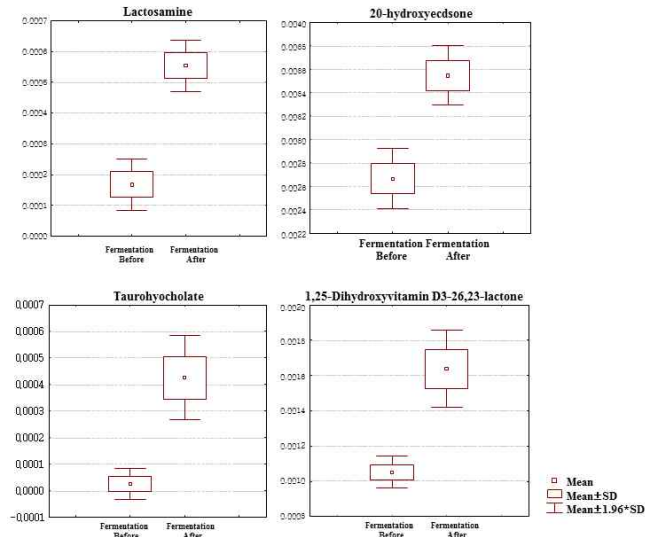 Lactosamine
0.0007
0.0006
0.0005
0.0004
0.0003
0.0002
0.0001
0.0000
Fermentation
Before
Fermentation
After
20-hydroxyecdsone
0.0040
0.0038
0.0036
0.0034
0.0032
0.0030
0.0028
0.0026
0.0024
0.0022
Fermentation
Before
Fermentation
After
Taurohyocholate
0.0007
0.0006
0.0005
0.0004
0.0003
0.0002
0.0001
0.0000
-0.0001
Fermentation
Before
Fermentation
After
1,25-Dihydroxyvitamin D3-26,23-lactone
0.0020
0.0018
0.0016
0.0014
0.0012
0.0010
0.0008
Fermentation
Before
Fermentation
After
Mean
Mean±SD
Mean±1.96*SD